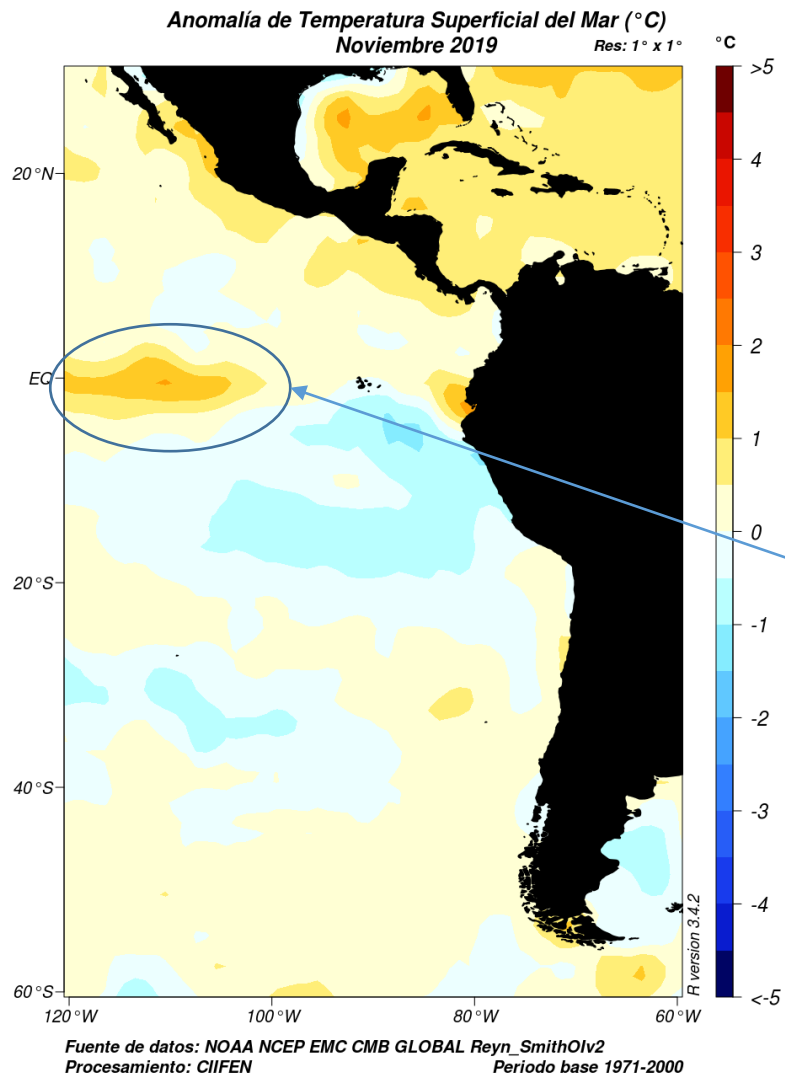 Anomalía de Temperatura Superficial del Mar (°C)
Noviembre 2019
Res: 1° x 1°
°C
>5
4
3
2
1
0
-1
-2
-3
-4
<-5
20°N
EQ
20°S
40°S
60°S
120°W
100°W
80°W
60°W
R version 3.4.2
Fuente de datos: NOAA NCEP EMC CMB GLOBAL Reyn_SmithOIv2
Procesamiento: CIIFEN
Periodo base 1971-2000